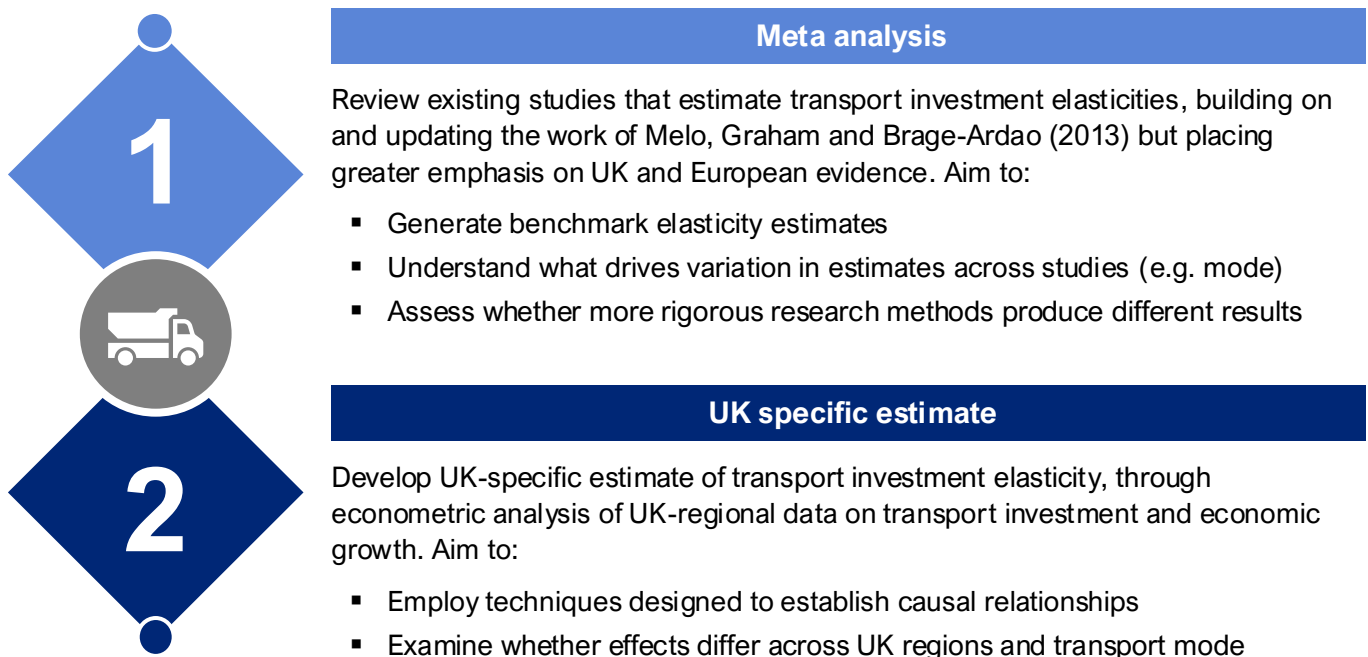 1
Meta analysis
Review existing studies that estimate transport investment elasticities, building on
and updating the work of Melo, Graham and Brage-Ardao (2013) but placing
greater emphasis on UK and European evidence. Aim to:
▪ Generate benchmark elasticity estimates
▪ Understand what drives variation in estimates across studies (e.g. mode)
▪ Assess whether more rigorous research methods produce different results
2
UK specific estimate
Develop UK-specific estimate of transport investment elasticity, through
econometric analysis of UK-regional data on transport investment and economic
growth. Aim to:
▪ Employ techniques designed to establish causal relationships
▪ Examine whether effects differ across UK regions and transport mode